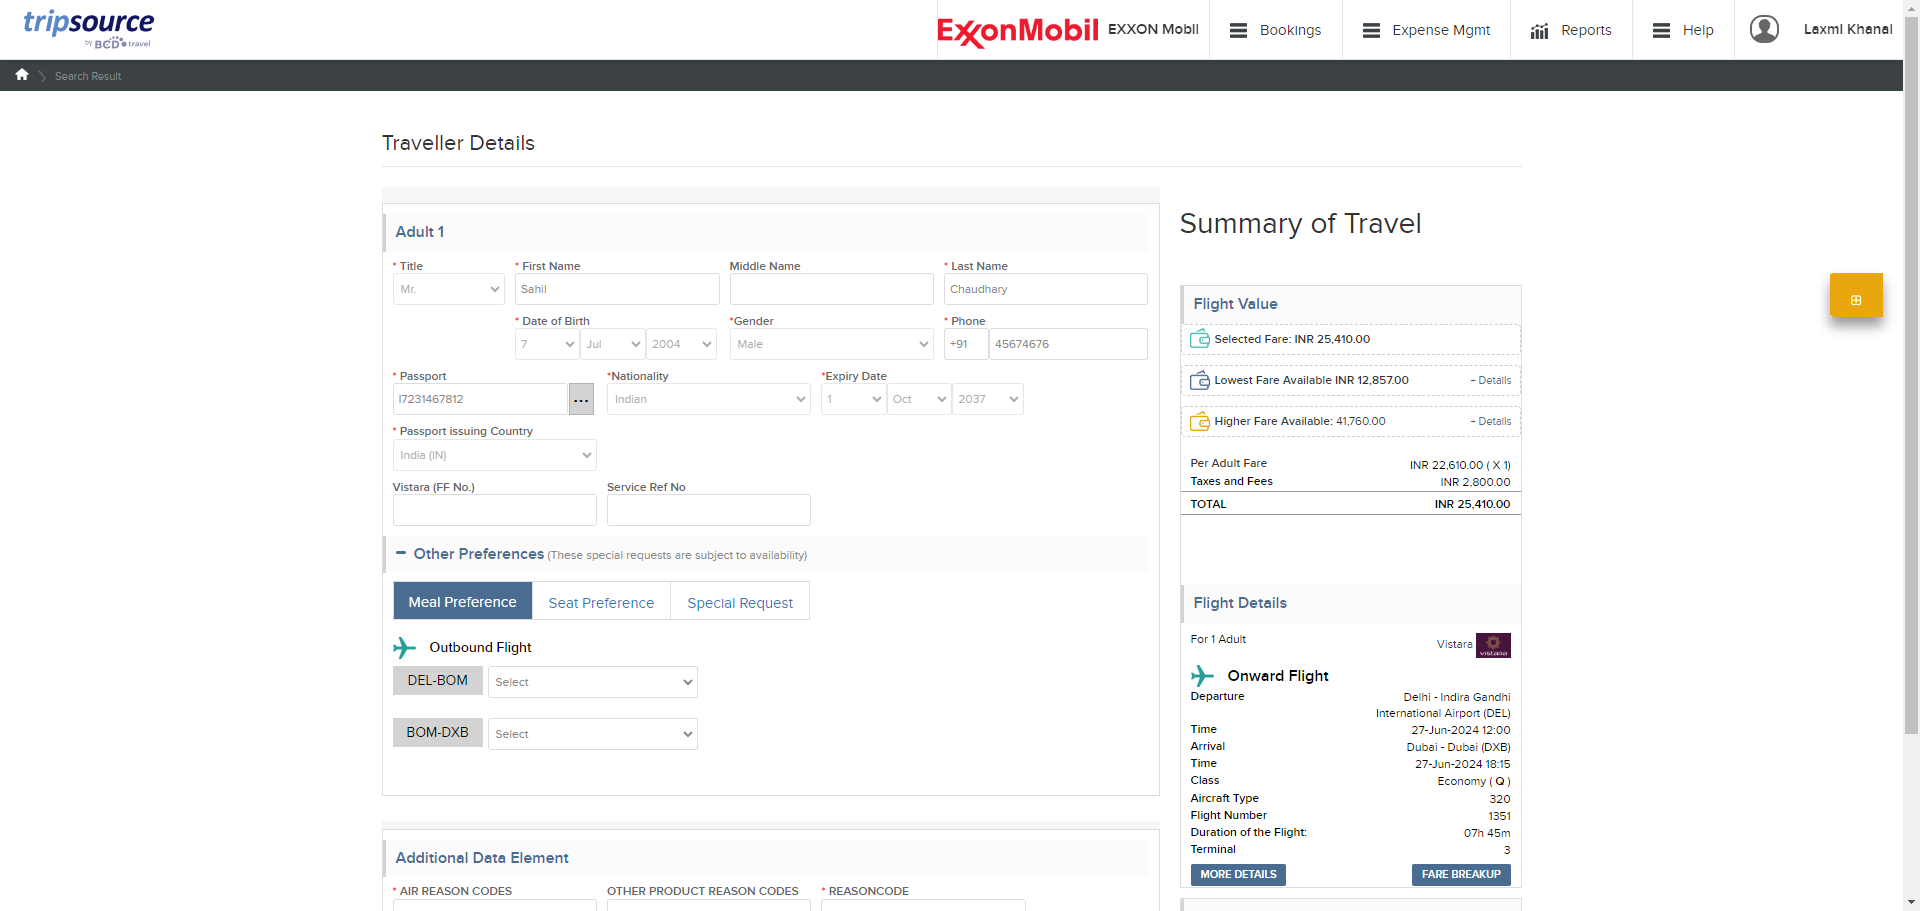 tripsource
by BCD travel
ExxonMobil EXXON Mobil
Bookings
Expense Mgmt
Reports
Help
Laxmi Khanal
Search Result
Traveller Details
Adult 1
* Title * First Name Middle Name * Last Name
Mr. Sahil Chaudhary
* Date of Birth *Gender * Phone
7 Jul 2004 Male +91 45674676
* Passport *Nationality *Expiry Date
I7231467812 ... Indian 1 Oct 2037
* Passport issuing Country
India (IN)
Vistara (FF No.) Service Ref No
Other Preferences (These special requests are subject to availability)
Meal Preference Seat Preference Special Request
Outbound Flight
DEL-BOM Select
BOM-DXB Select
Additional Data Element
* AIR REASON CODES OTHER PRODUCT REASON CODES * REASONCODE
Summary of Travel
Flight Value
Selected Fare: INR 25,410.00
Lowest Fare Available INR 12,857.00 + Details
Higher Fare Available: 41,760.00 + Details
Per Adult Fare INR 22,610.00 ( X 1)
Taxes and Fees INR 2,800.00
TOTAL INR 25,410.00
Flight Details
For 1 Adult Vistara VISTARA
Onward Flight
Departure Delhi - Indira Gandhi
International Airport (DEL)
Time 27-Jun-2024 12:00
Arrival Dubai - Dubai (DXB)
Time 27-Jun-2024 18:15
Class Economy ( Q )
Aircraft Type 320
Flight Number 1351
Duration of the Flight: 07h 45m
Terminal 3
MORE DETAILS FARE BREAKUP